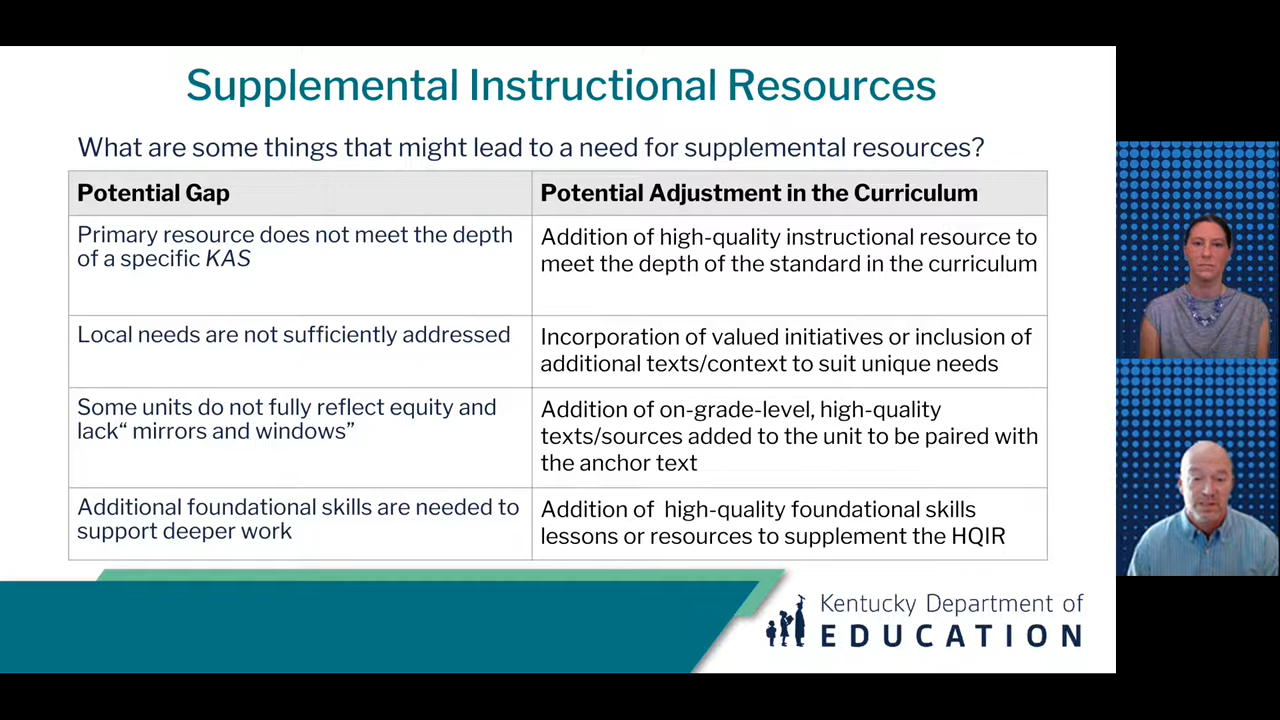 Supplemental Instructional Resources
What are some things that might lead to a need for supplemental resources?
Potential Gap
Potential Adjustment in the Curriculum
Primary resource does not meet the depth
of a specific KAS
Addition of high-quality instructional resource to
meet the depth of the standard in the curriculum
Local needs are not sufficiently addressed
Incorporation of valued initiatives or inclusion of
additional texts/context to suit unique needs
Some units do not fully reflect equity and
lack“ mirrors and windows”
Addition of on-grade-level, high-quality
texts/sources added to the unit to be paired with
the anchor text
Additional foundational skills are needed to
support deeper work
Addition of  high-quality foundational skills
lessons or resources to supplement the HQIR
Kentucky Department of
EDUCATION